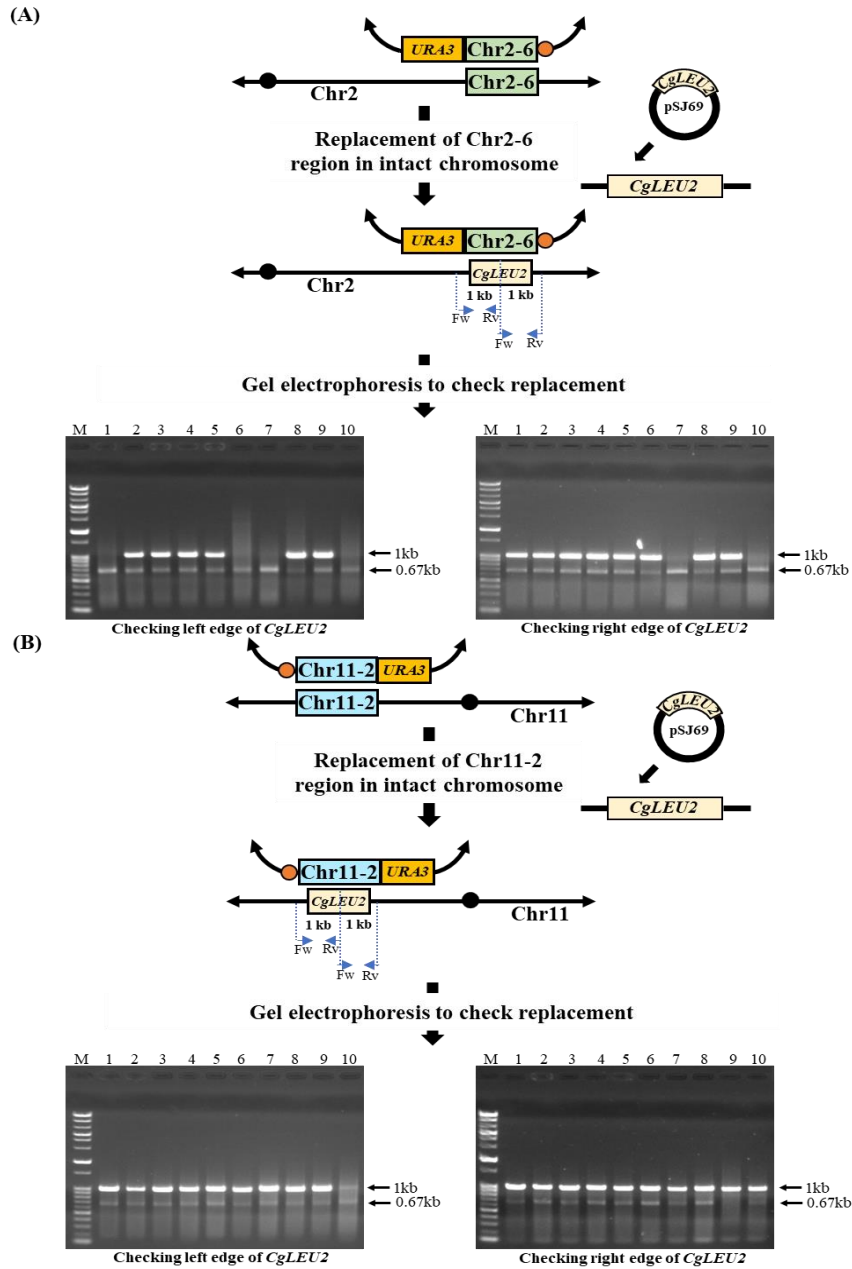 (A)
URA3 Chr2-6
Chr2-6
Chr2
CgLEU2
pSJ69
Replacement of Chr2-6
region in intact chromosome
CgLEU2
URA3 Chr2-6
CgLEU2
Chr2
1 kb 1 kb
Fw Rv
Fw Rv
Gel electrophoresis to check replacement
M 1 2 3 4 5 6 7 8 9 10
1kb
0.67kb
Checking left edge of CgLEU2
M 1 2 3 4 5 6 7 8 9 10
1kb
0.67kb
Checking right edge of CgLEU2
(B)
Chr11-2 URA3
Chr11-2
Chr11
CgLEU2
pSJ69
Replacement of Chr11-2
region in intact chromosome
CgLEU2
Chr11-2 URA3
CgLEU2
Chr11
1 kb 1 kb
Fw Rv
Fw Rv
Gel electrophoresis to check replacement
M 1 2 3 4 5 6 7 8 9 10
1kb
0.67kb
Checking left edge of CgLEU2
M 1 2 3 4 5 6 7 8 9 10
1kb
0.67kb
Checking right edge of CgLEU2